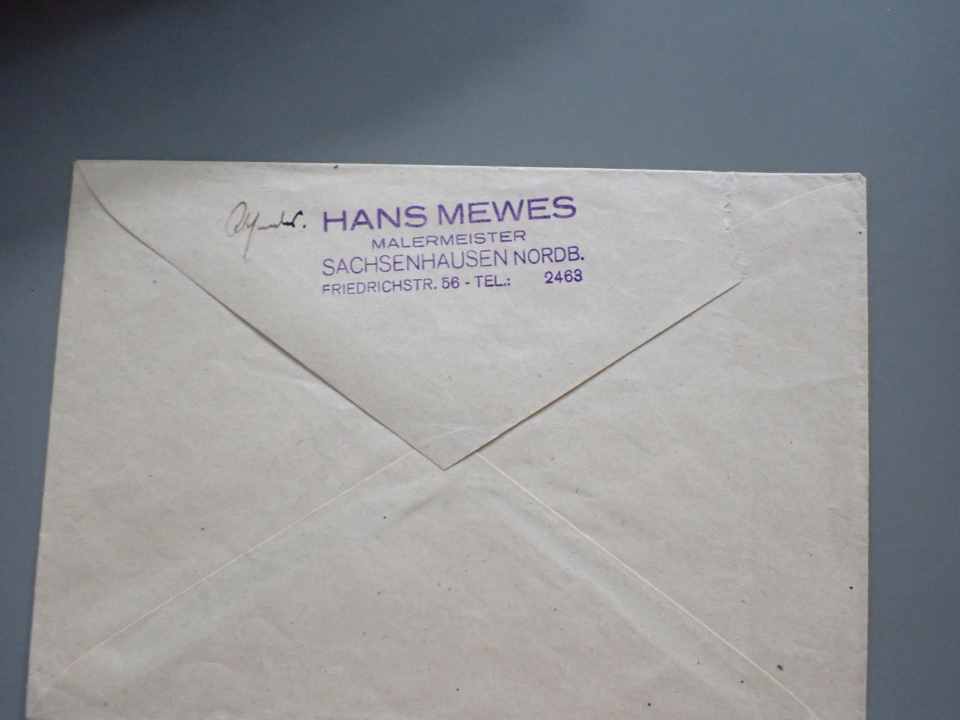 HANS MEWES
MALERMEISTER
SACHSENHAUSEN NORDB.
FRIEDRICHSTR. 56 - TEL.: 2463